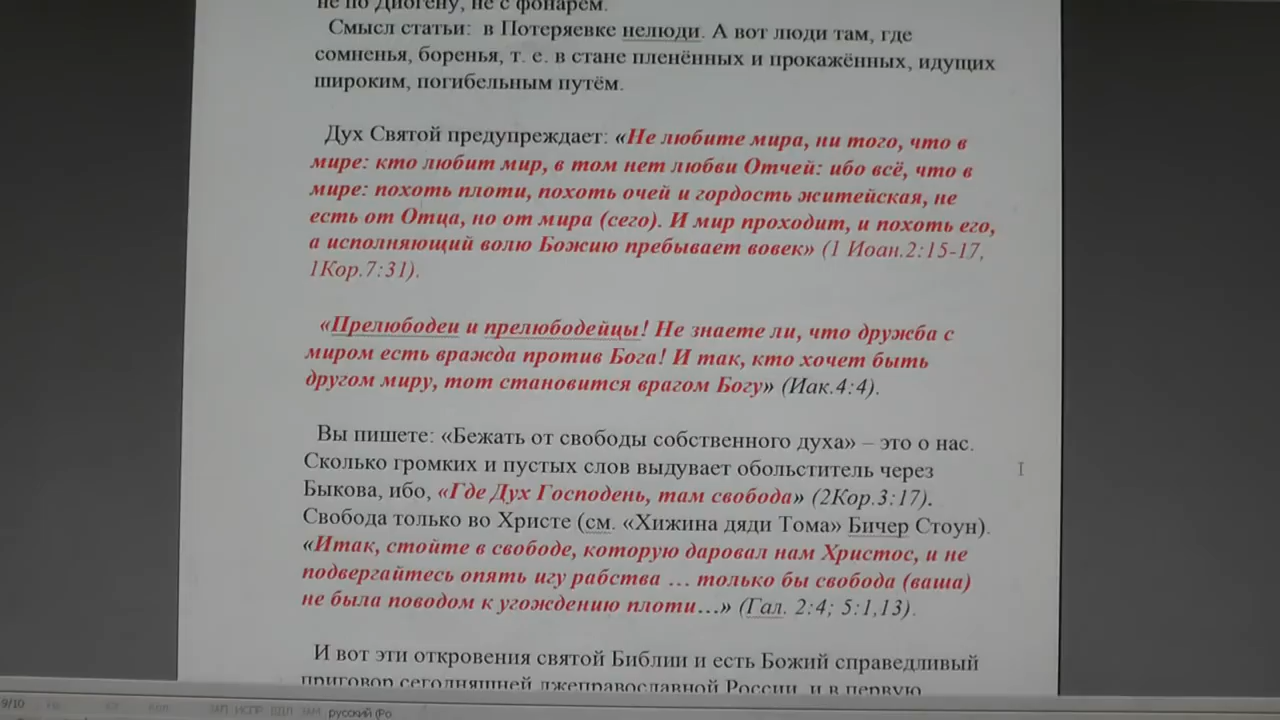 не по Диогену, не с фонарём.
Смысл статьи: в Потеряевке нелюди. А вот люди там, где
сомненья, боренья, т. е. в стане пленённых и прокажённых, идущих
широким, погибельным путём.
Дух Святой предупреждает: «Не любите мира, ни того, что в
мире: кто любит мир, в том нет любви Отчей: ибо всё, что в
мире: похоть плоти, похоть очей и гордость житейская, не
есть от Отца, но от мира (сего). И мир проходит, и похоть его,
а исполняющий волю Божию пребывает вовек» (1 Иоан.2:15-17,
1Кор.7:31).
«Прелюбодеи и прелюбодейцы! Не знаете ли, что дружба с
миром есть вражда против Бога! И так, кто хочет быть
другом миру, тот становится врагом Богу» (Иак.4:4).
Вы пишете: «Бежать от свободы собственного духа» – это о нас.
Сколько громких и пустых слов выдувает обольститель через
Быкова, ибо, «Где Дух Господень, там свобода» (2Кор.3:17).
Свобода только во Христе (см. «Хижина дяди Тома» Бичер Стоун).
«Итак, стойте в свободе, которую даровал нам Христос, и не
подвергайтесь опять игу рабства … только бы свобода (ваша)
не была поводом к угождению плоти…» (Гал. 2:4; 5:1,13).
И вот эти откровения святой Библии и есть Божий справедливый
приговор сегодняшней лжеправославной России, и в первую
9/10 ЗАП ИСПР ВДЛ ЗАМ русский (Ро